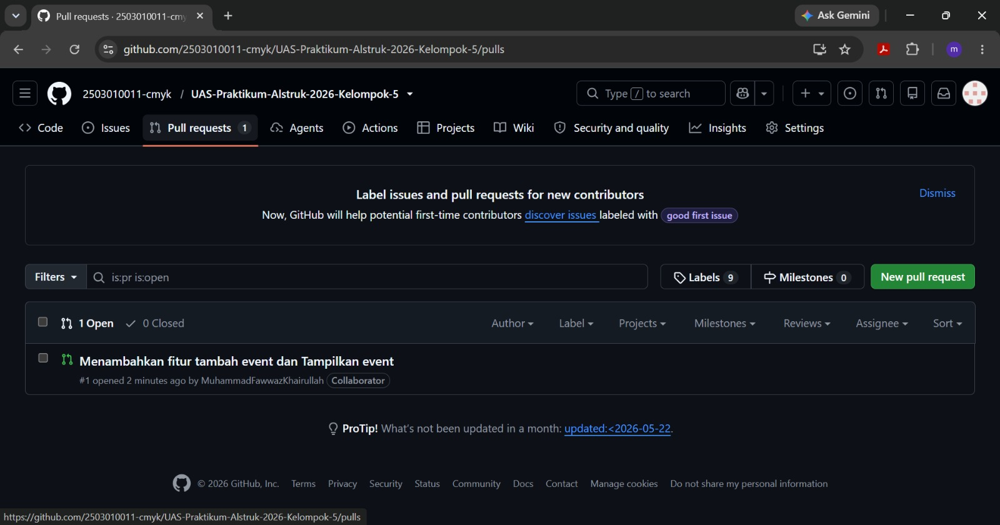 Pull requests · 2503010011-cmy
Ask Gemini
github.com/2503010011-cmyk/UAS-Praktikum-Alstruk-2026-Kelompok-5/pulls
m
2503010011-cmyk / UAS-Praktikum-Alstruk-2026-Kelompok-5
Type / to search
Code Issues Pull requests 1 Agents Actions Projects Wiki Security and quality Insights Settings
Label issues and pull requests for new contributors
Dismiss
Now, GitHub will help potential first-time contributors discover issues labeled with good first issue
Filters is:pr is:open Labels 9 Milestones 0 New pull request
1 Open 0 Closed Author Label Projects Milestones Reviews Assignee Sort
Menambahkan fitur tambah event dan Tampilkan event
#1 opened 2 minutes ago by MuhammadFawwazKhairullah Collaborator
ProTip! What's not been updated in a month: updated:<2026-05-22.
© 2026 GitHub, Inc. Terms Privacy Security Status Community Docs Contact Manage cookies Do not share my personal information
https://github.com/2503010011-cmyk/UAS-Praktikum-Alstruk-2026-Kelompok-5/pulls